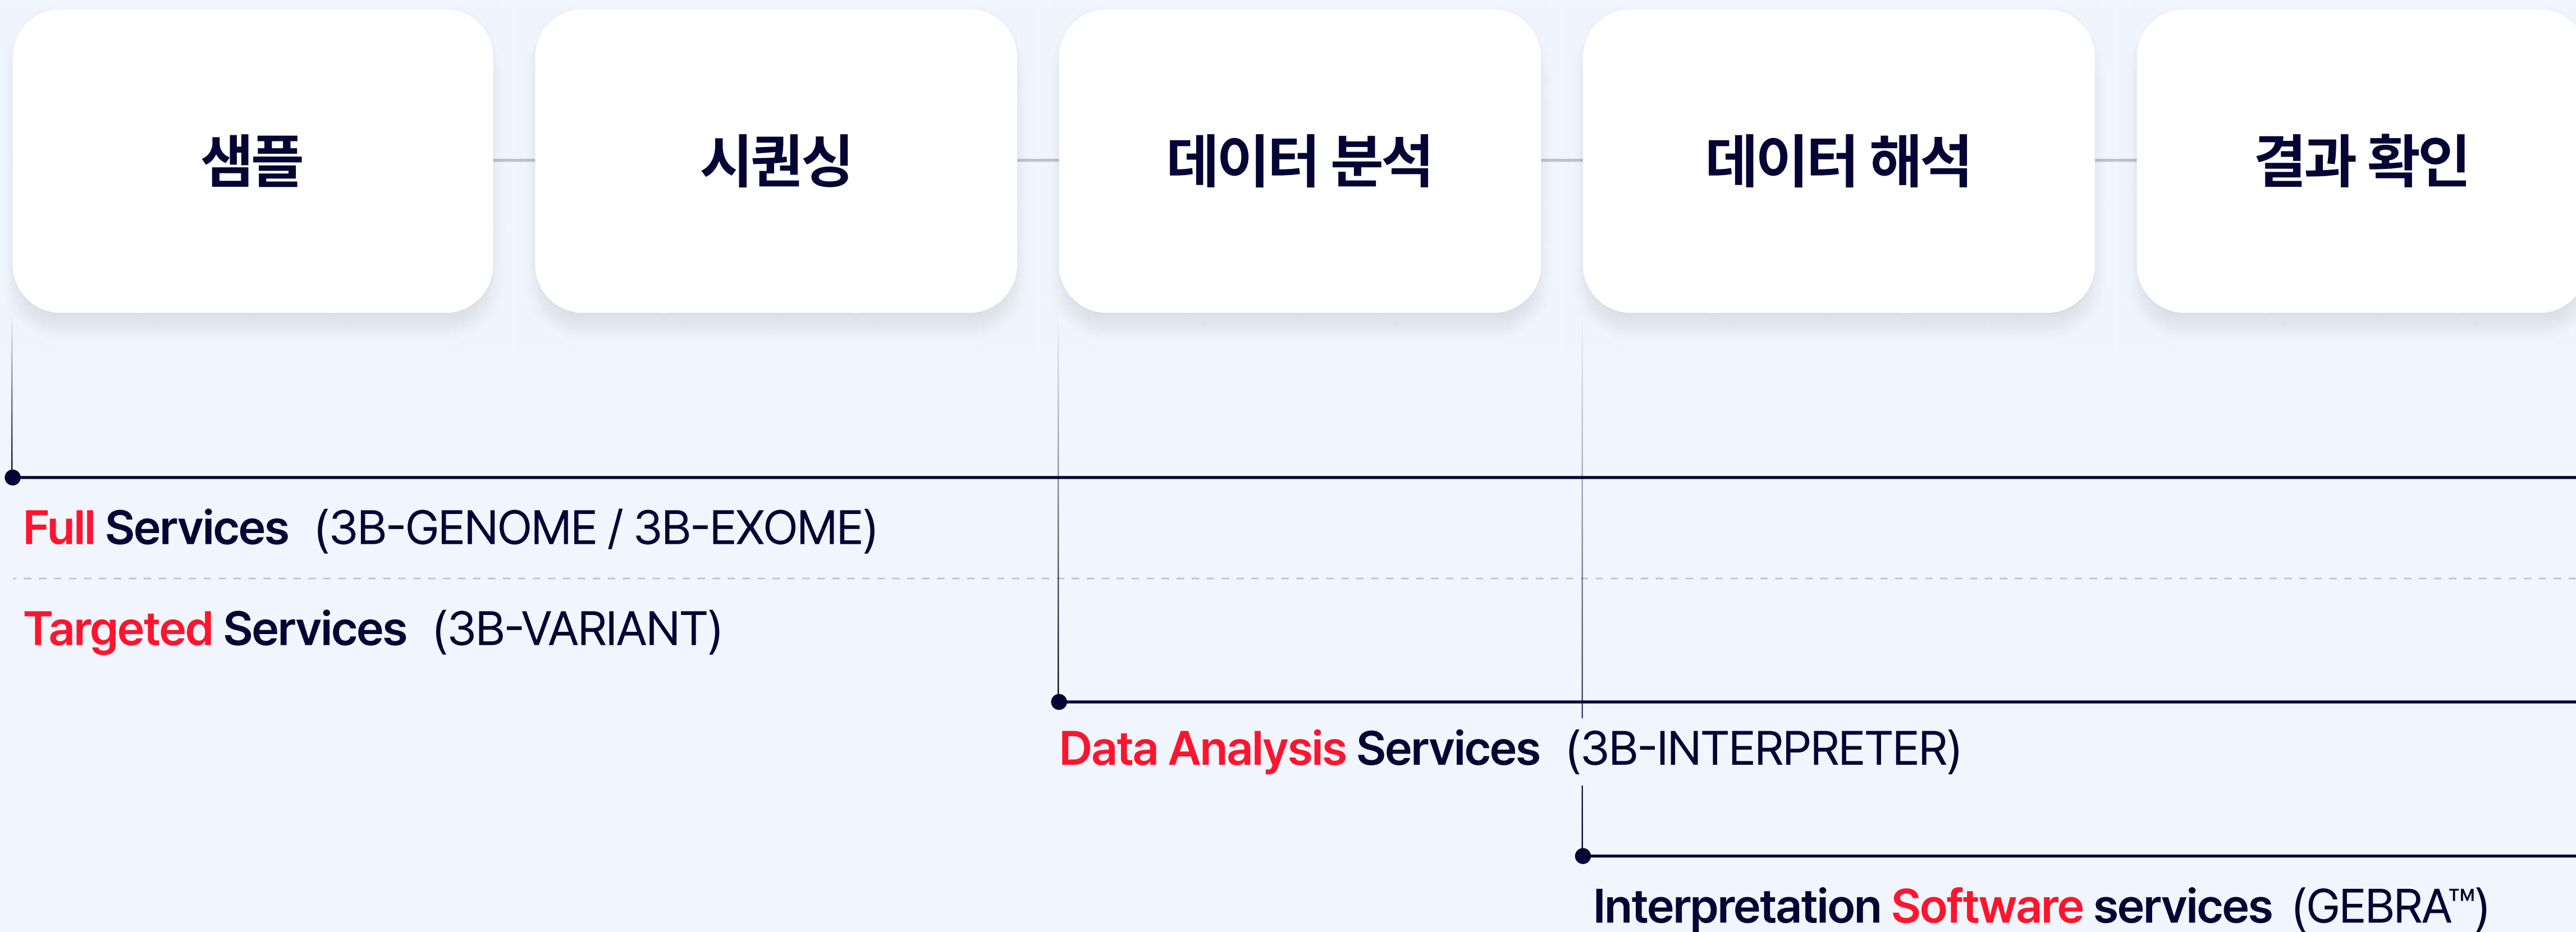 샘플
시퀀싱
데이터 분석
데이터 해석
결과 확인
Full Services (3B-GENOME / 3B-EXOME)
Targeted Services (3B-VARIANT)
Data Analysis Services (3B-INTERPRETER)
Interpretation Software services (GEBRA™)